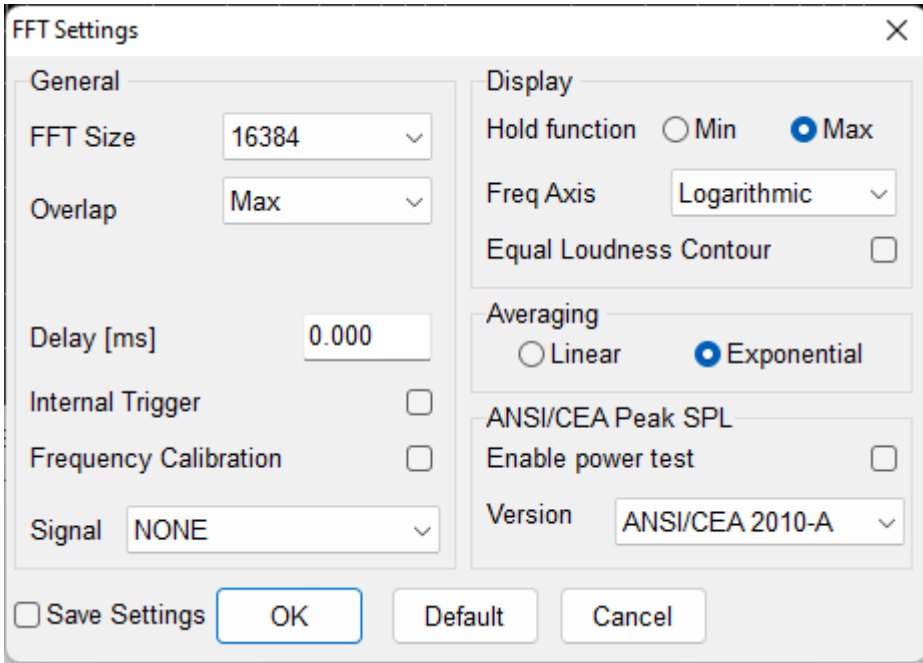 FFT Settings
General
FFT Size 16384
Overlap Max
Delay [ms] 0.000
Internal Trigger
Frequency Calibration
Signal NONE
Display
Hold function Min Max
Freq Axis Logarithmic
Equal Loudness Contour
Averaging
Linear Exponential
ANSI/CEA Peak SPL
Enable power test
Version ANSI/CEA 2010-A
Save Settings OK Default Cancel